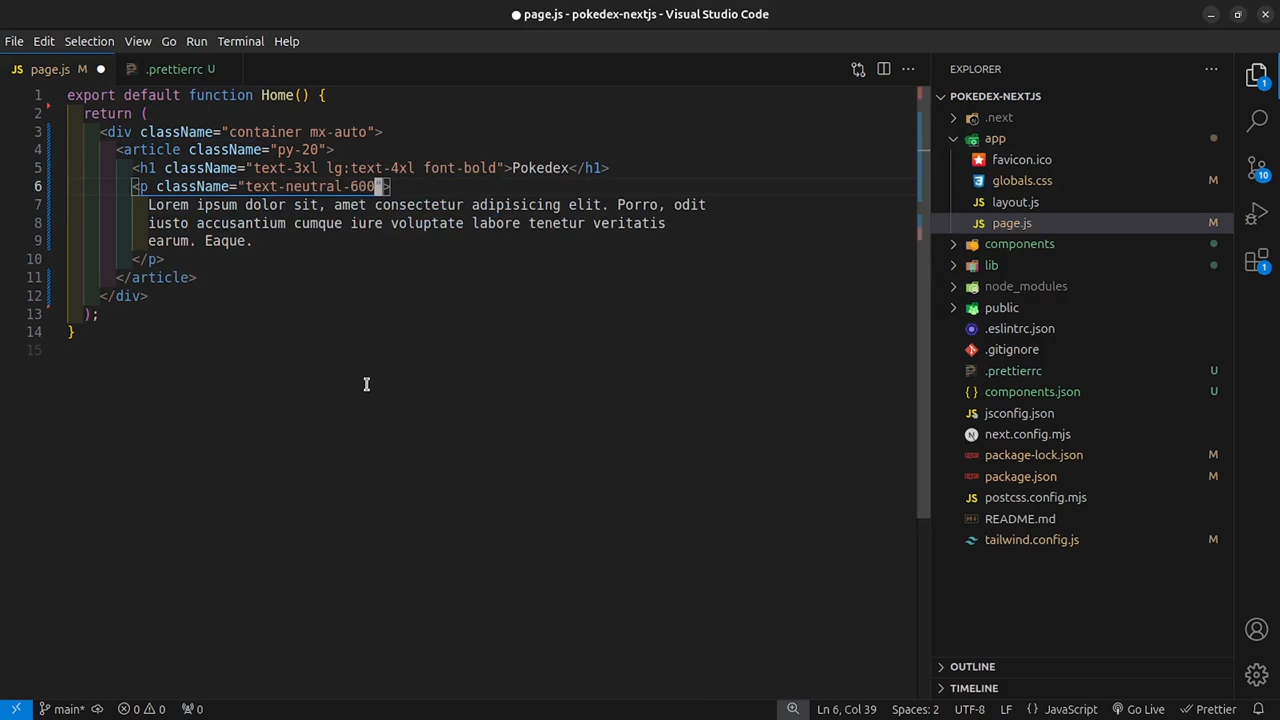 page.js - pokedex-nextjs - Visual Studio Code
File Edit Selection View Go Run Terminal Help
JS page.js M .prettierrc U
EXPLORER
POKEDEX-NEXTJS
1 export default function Home() {
2 return (
3 <div className="container mx-auto">
4 <article className="py-20">
5 <h1 className="text-3xl lg:text-4xl font-bold">Pokedex</h1>
6 <p className="text-neutral-600">
7 Lorem ipsum dolor sit, amet consectetur adipisicing elit. Porro, odit
8 iusto accusantium cumque iure voluptate labore tenetur veritatis
9 earum. Eaque.
10 </p>
11 </article>
12 </div>
13 );
14 }
15
.next
app
favicon.ico
globals.css M
layout.js
JS page.js M
components
lib
node_modules
public
.eslintrc.json
.gitignore
.prettierrc U
components.json U
JS jsconfig.json
next.config.mjs
package-lock.json M
package.json M
postcss.config.mjs
README.md
tailwind.config.js M
OUTLINE
TIMELINE
1
10
1
main* 0 0 0 Ln 6, Col 39 Spaces: 2 UTF-8 LF { } JavaScript Go Live Prettier